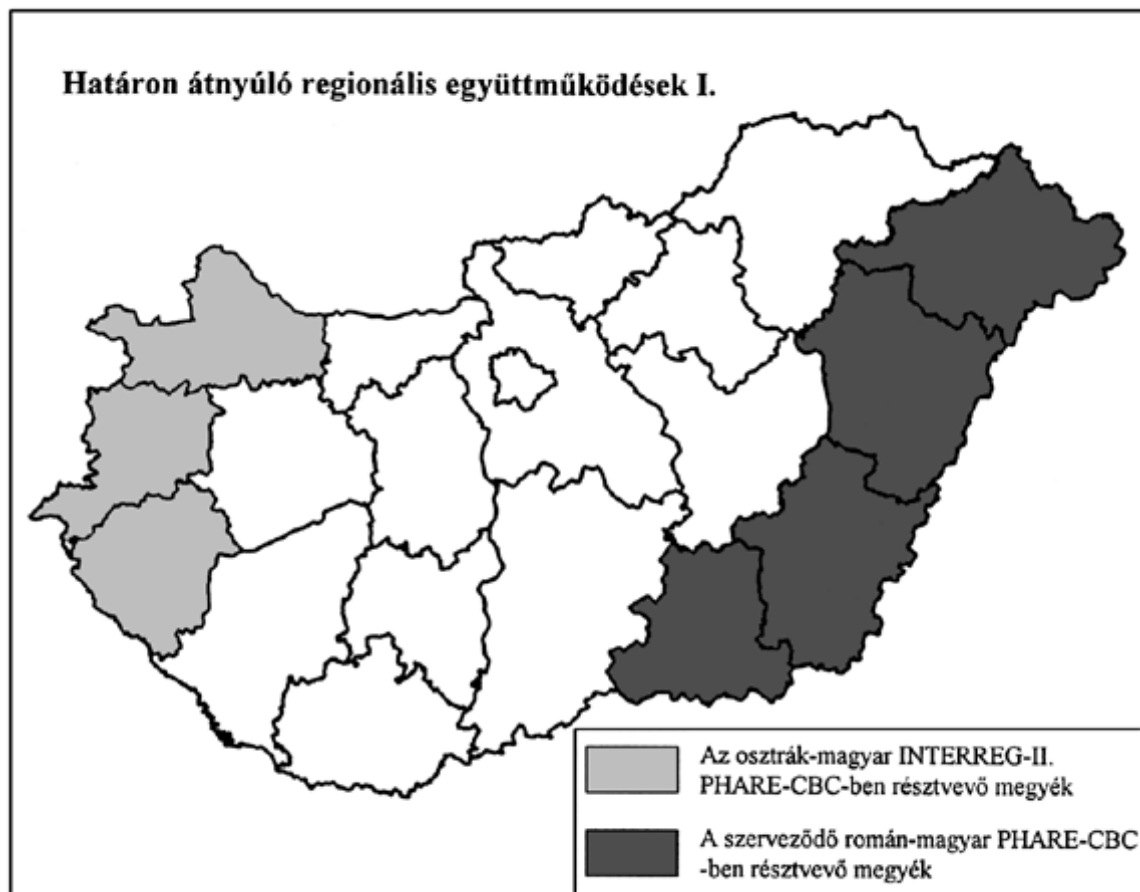 Határon átnyúló regionális együttműködések I.
Az osztrák-magyar INTERREG-II.
PHARE-CBC-ben résztvevő megyék
A szerveződő román-magyar PHARE-CBC
-ben résztvevő megyék